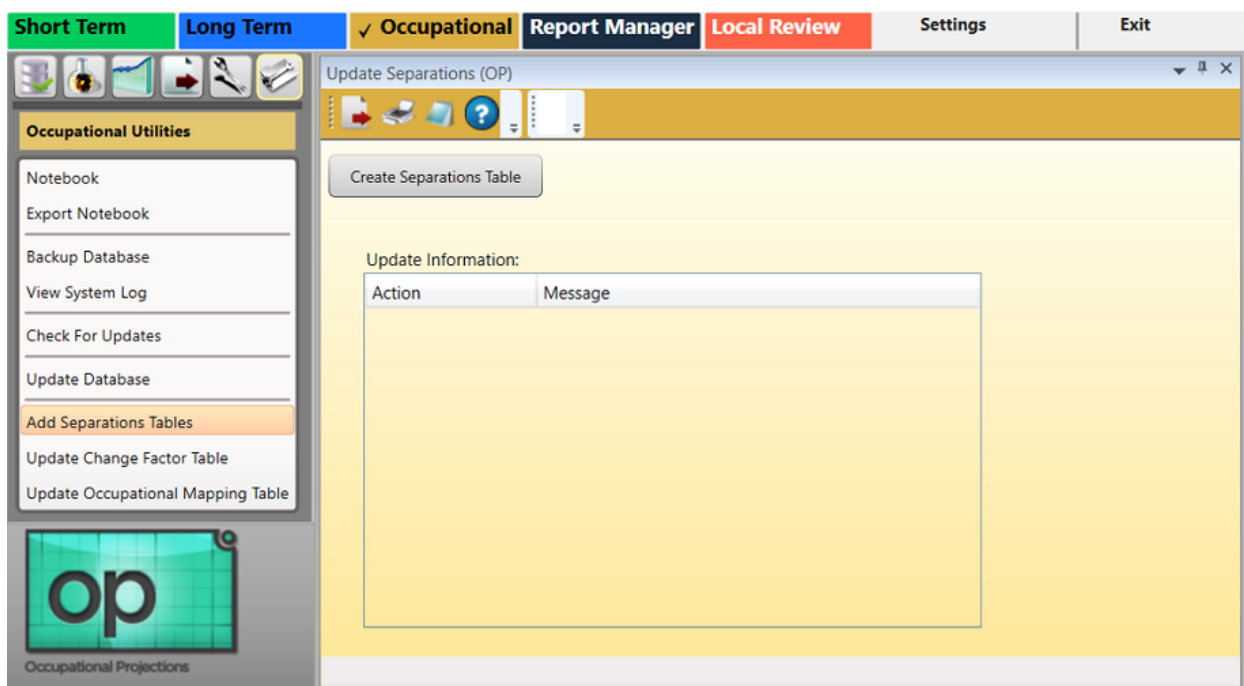 Short Term Long Term ✓ Occupational Report Manager Local Review Settings Exit
Update Separations (OP)
?
Occupational Utilities
Notebook
Export Notebook
Backup Database
View System Log
Check For Updates
Update Database
Add Separations Tables
Update Change Factor Table
Update Occupational Mapping Table
op
Occupational Projections
Create Separations Table
Update Information:
Action Message